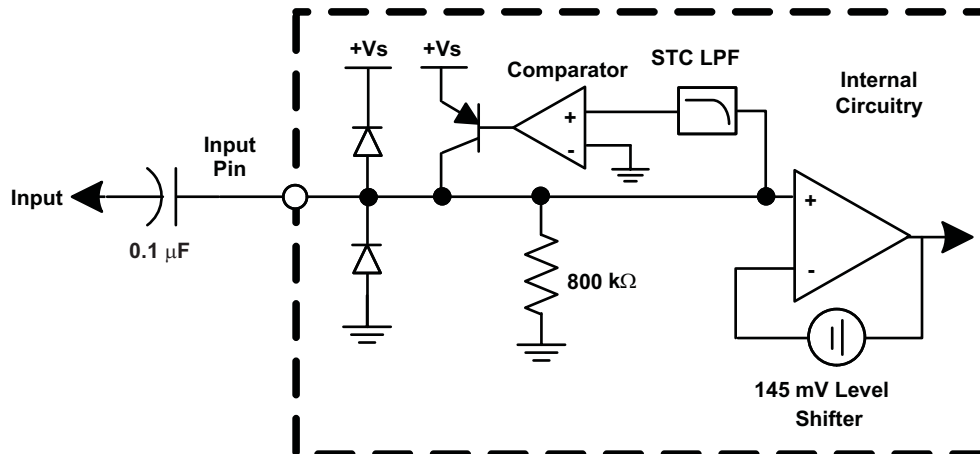 +Vs
+Vs
Comparator
STC LPF
Internal
Circuitry
+
-
Input
Pin
Input
0.1 μF
800 kΩ
+
-
145 mV Level
Shifter